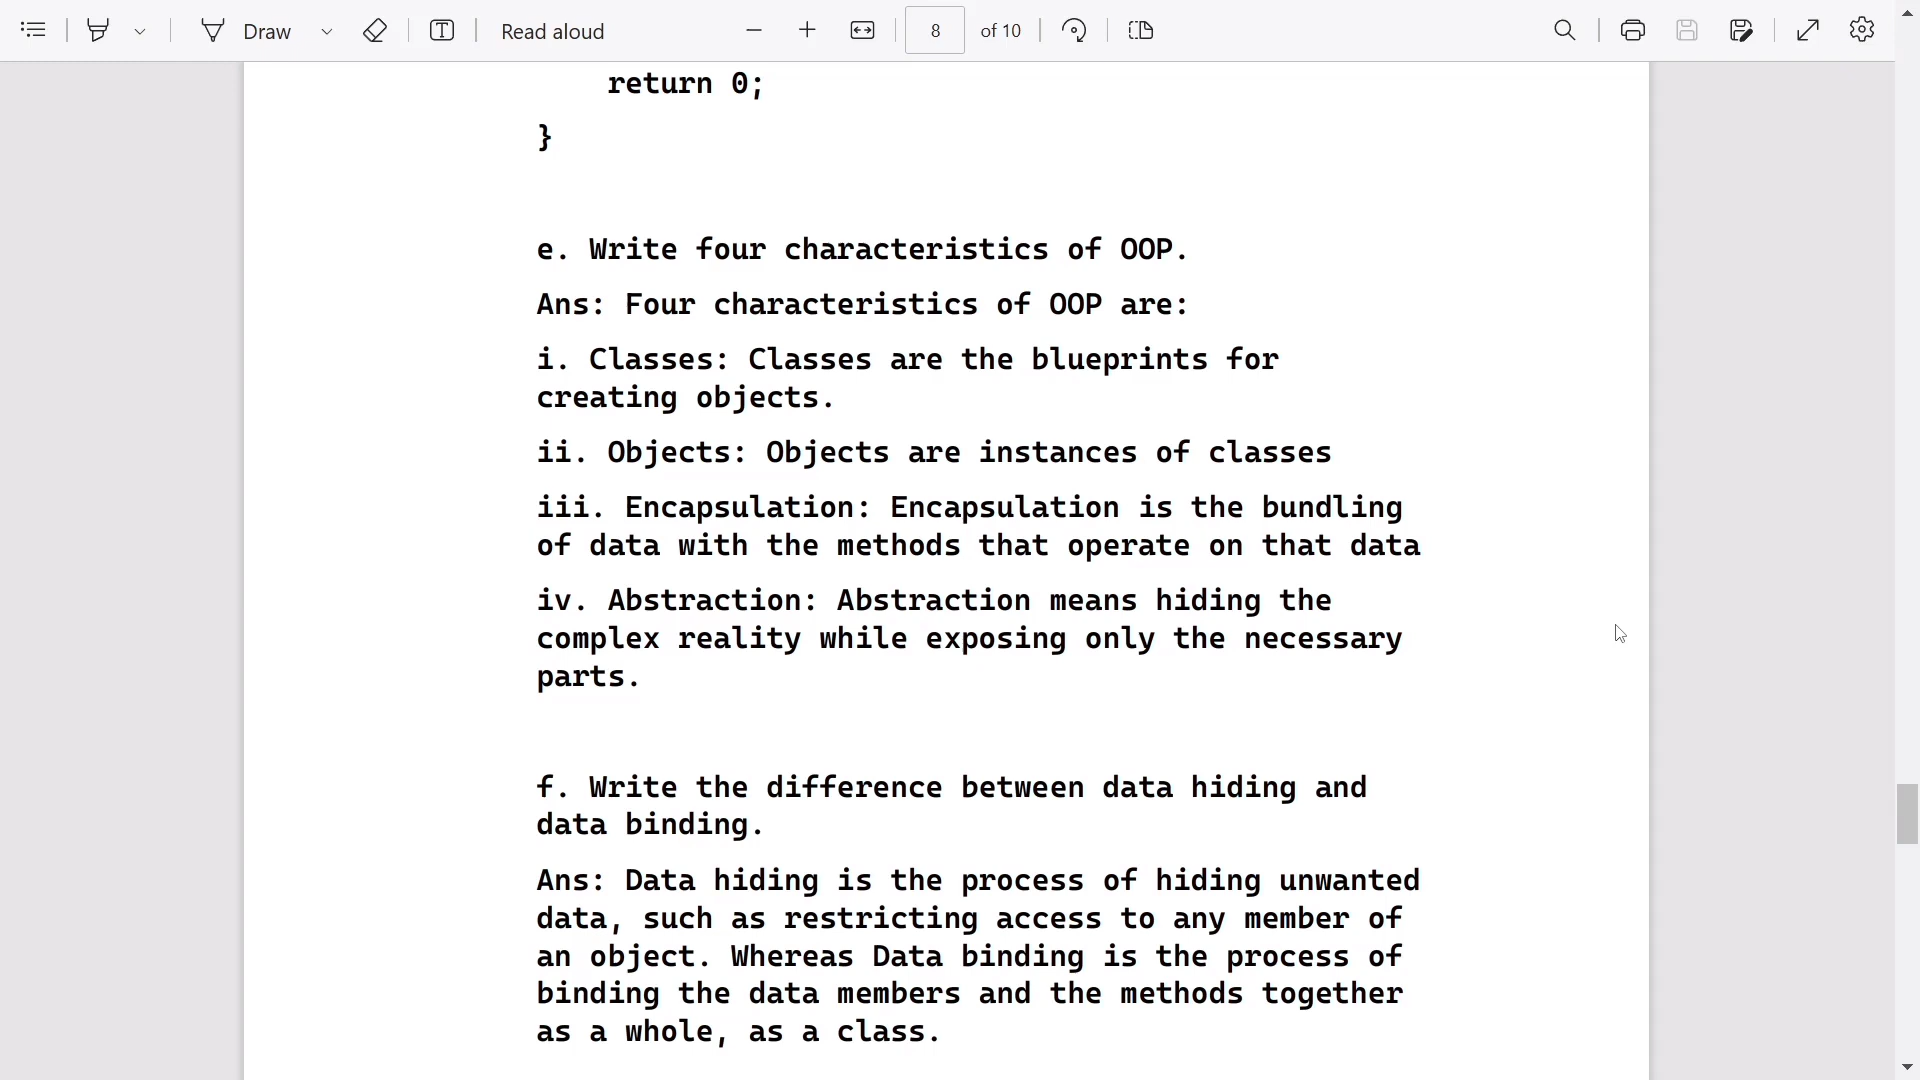 Draw
Read aloud
8 of 10
return 0;
}
e. Write four characteristics of OOP.
Ans: Four characteristics of OOP are:
i. Classes: Classes are the blueprints for
creating objects.
ii. Objects: Objects are instances of classes
iii. Encapsulation: Encapsulation is the bundling
of data with the methods that operate on that data
iv. Abstraction: Abstraction means hiding the
complex reality while exposing only the necessary
parts.
f. Write the difference between data hiding and
data binding.
Ans: Data hiding is the process of hiding unwanted
data, such as restricting access to any member of
an object. Whereas Data binding is the process of
binding the data members and the methods together
as a whole, as a class.